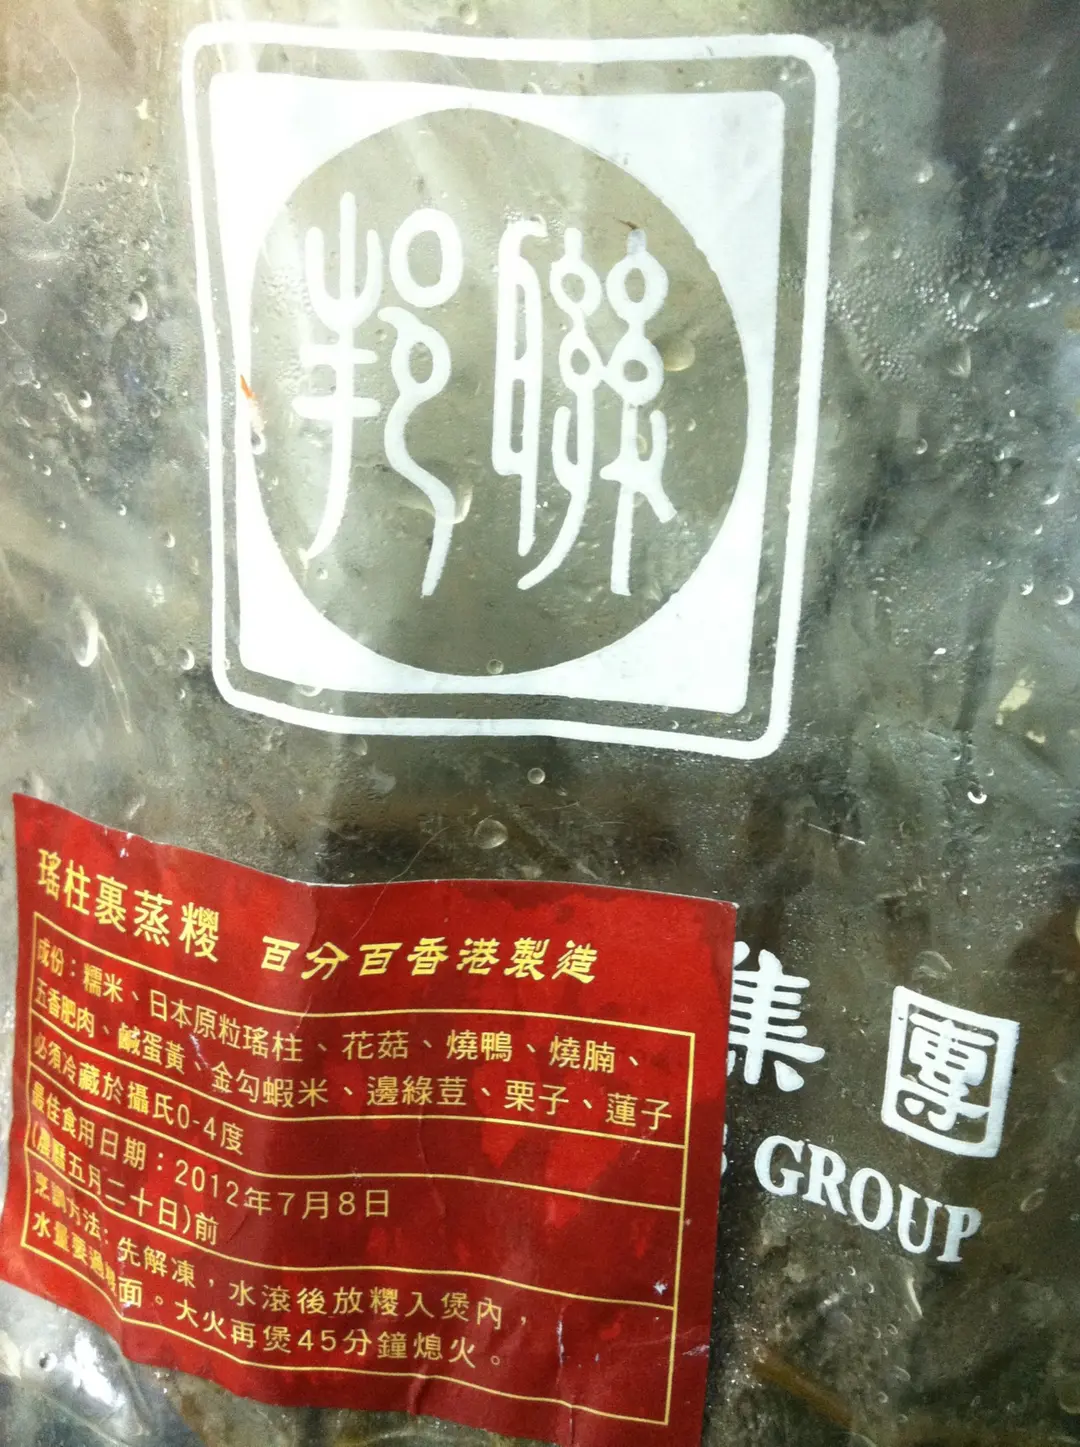 邦聯
瑤柱裹蒸糭 百分百香港製造
成份：糯米、日本原粒瑤柱、花菇、燒鴨、燒腩、
五香肥肉、鹹蛋黃、金勾蝦米、邊綠荳、栗子、蓮子
必須冷藏於攝氏0-4度
最佳食用日期：2012年7月8日
(農曆五月二十日)前
烹調方法：先解凍，水滾後放糭入煲內，
水量要過糭面。大火再煲45分鐘熄火。
集團
GROUP